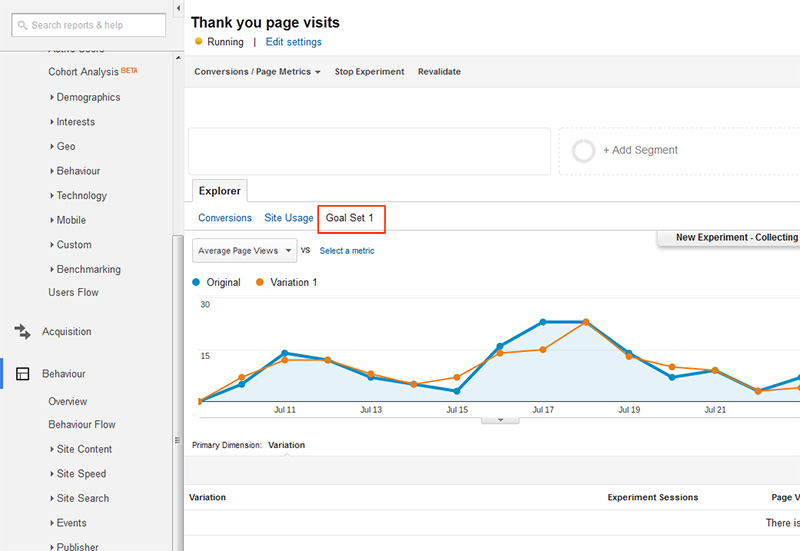 Search reports & help
Cohort Analysis BETA
Demographics
Interests
Geo
Behaviour
Technology
Mobile
Custom
Benchmarking
Users Flow
Acquisition
Behaviour
Overview
Behaviour Flow
Site Content
Site Speed
Site Search
Events
Publisher
Thank you page visits
Running | Edit settings
Conversions / Page Metrics Stop Experiment Revalidate
+ Add Segment
Explorer
Conversions Site Usage Goal Set 1
New Experiment - Collecting
Average Page Views VS Select a metric
Original Variation 1
30
15
Jul 11 Jul 13 Jul 15 Jul 17 Jul 19 Jul 21
Primary Dimension: Variation
Variation Experiment Sessions Page V
There is